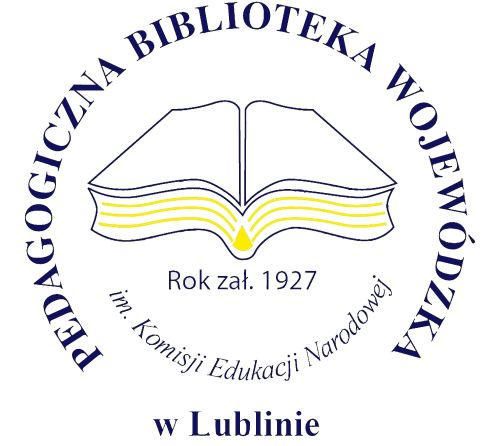 PEDAGOGICZNA BIBLIOTEKA WOJEWÓDZKA
Rok zał. 1927
im. Komisji Edukacji Narodowej
w Lublinie